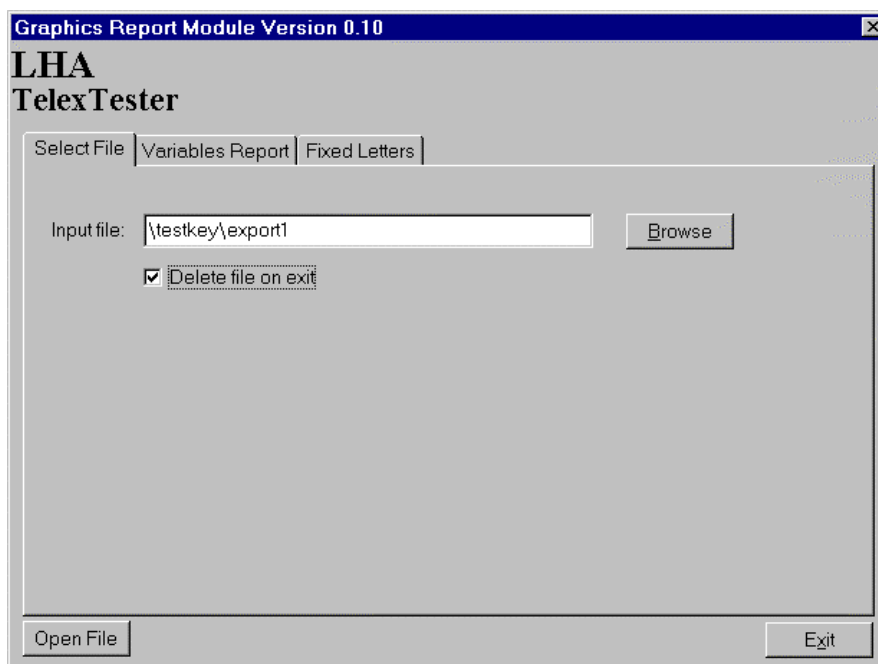 Graphics Report Module Version 0.10
LHA
TelexTester
Select File Variables Report Fixed Letters
Input file: \testkey\export1 Browse
Delete file on exit
Open File Exit